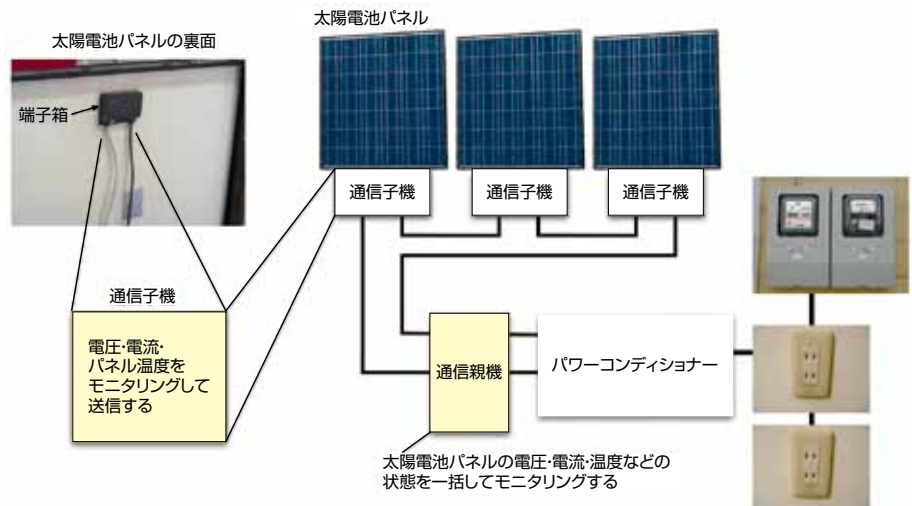 太陽電池パネル
太陽電池パネルの裏面
端子箱
通信子機
通信子機
通信子機
通信子機
電圧・電流・
パネル温度を
モニタリングして
送信する
通信親機
パワーコンディショナー
太陽電池パネルの電圧・電流・温度などの
状態を一括してモニタリングする